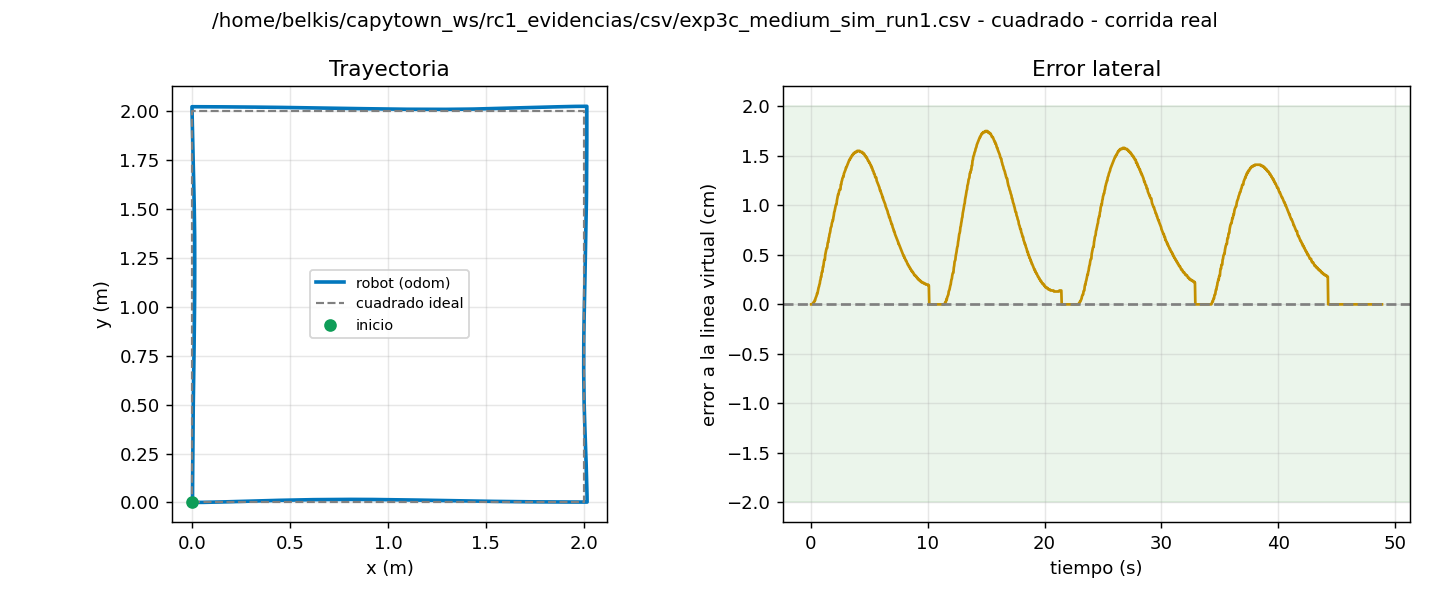 /home/belkis/capytown_ws/rc1_evidencias/csv/exp3c_medium_sim_run1.csv - cuadrado - corrida real
Trayectoria
y (m)
2.00
1.75
1.50
1.25
1.00
0.75
0.50
0.25
0.00
robot (odom)
cuadrado ideal
inicio
0.0 0.5 1.0 1.5 2.0
x (m)
Error lateral
error a la linea virtual (cm)
2.0
1.5
1.0
0.5
0.0
−0.5
−1.0
−1.5
−2.0
0 10 20 30 40 50
tiempo (s)